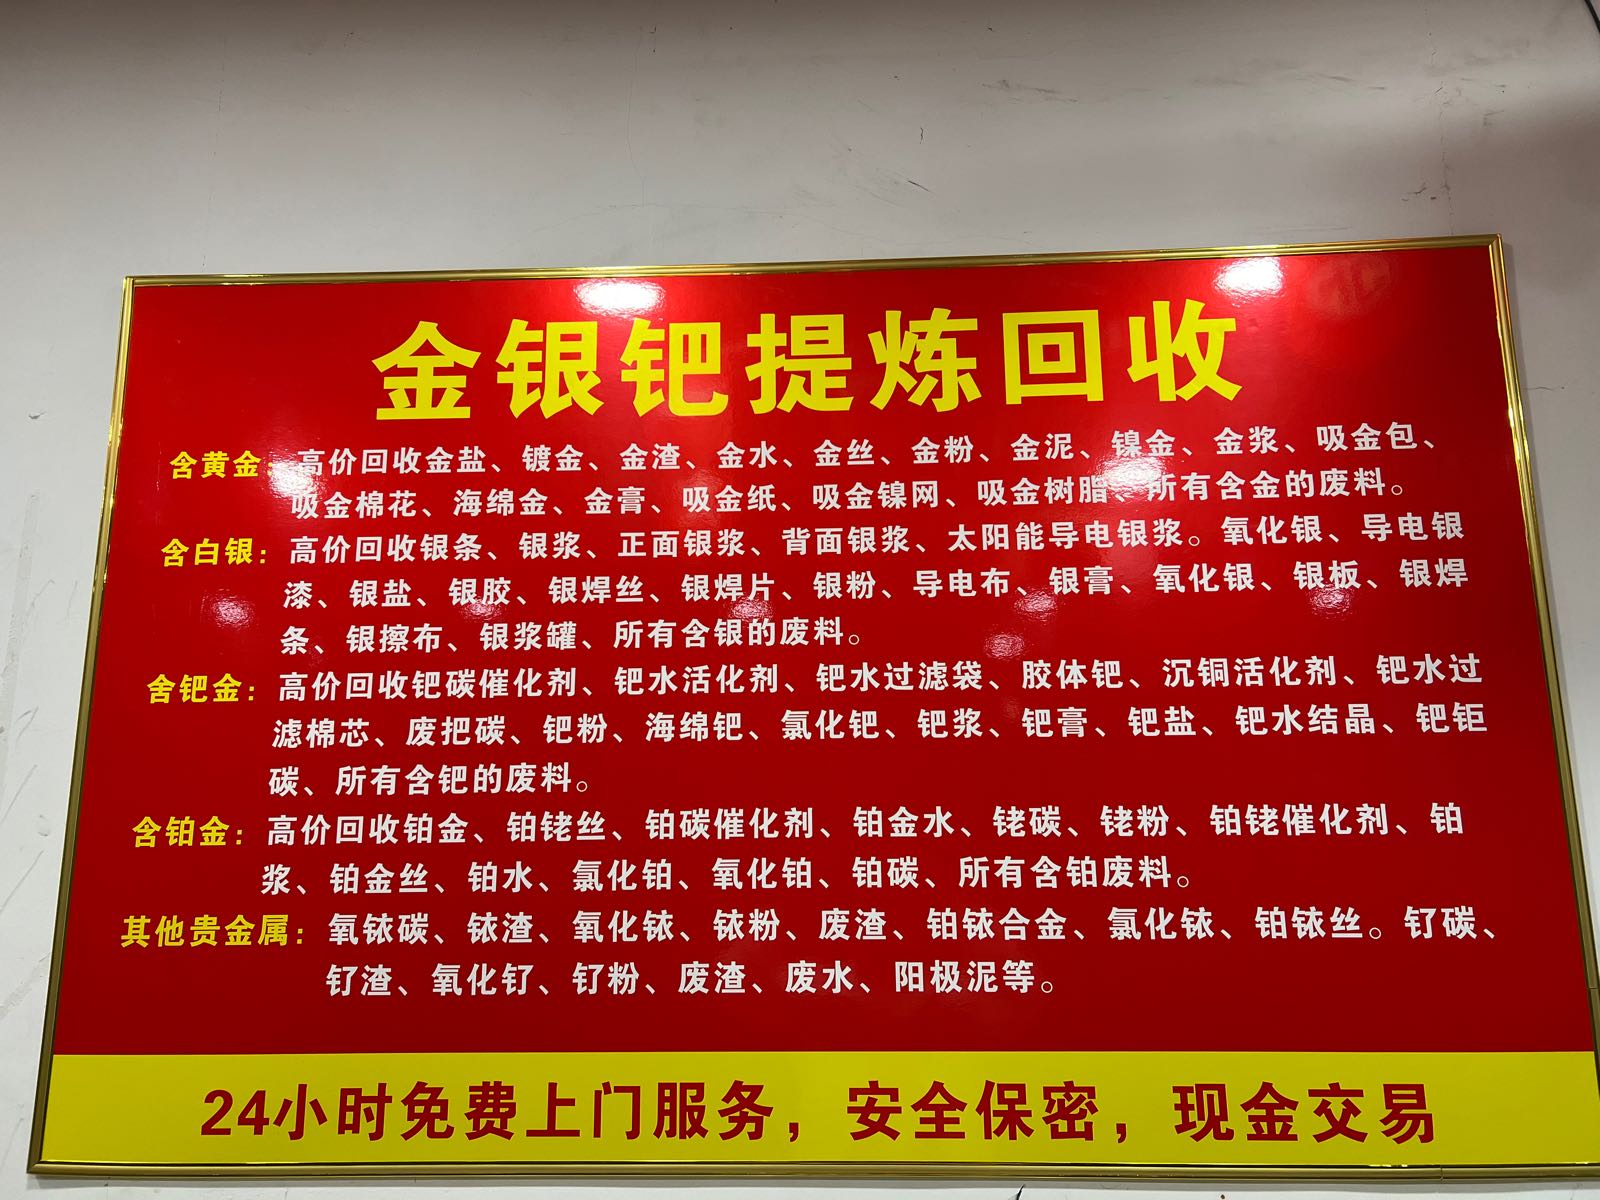 金银钯提炼回收
含黄金：高价回收金盐、镀金、金渣、金水、金丝、金粉、金泥、镍金、金浆、吸金包、
吸金棉花、海绵金、金膏、吸金纸、吸金镍网、吸金树脂、所有含金的废料。
含白银：高价回收银条、银浆、正面银浆、背面银浆、太阳能导电银浆。氧化银、导电银
漆、银盐、银胶、银焊丝、银焊片、银粉、导电布、银膏、氧化银、银板、银焊
条、银擦布、银浆罐、所有含银的废料。
舍钯金：高价回收钯碳催化剂、钯水活化剂、钯水过滤袋、胶体钯、沉铜活化剂、钯水过
滤棉芯、废把碳、钯粉、海绵钯、氯化钯、钯浆、钯膏、钯盐、钯水结晶、钯钜
碳、所有含钯的废料。
含铂金：高价回收铂金、铂铑丝、铂碳催化剂、铂金水、铑碳、铑粉、铂铑催化剂、铂
浆、铂金丝、铂水、氯化铂、氧化铂、铂碳、所有含铂废料。
其他贵金属：氧铱碳、铱渣、氧化铱、铱粉、废渣、铂铱合金、氯化铱、铂铱丝。钌碳、
钌渣、氧化钌、钌粉、废渣、废水、阳极泥等。
24小时免费上门服务，安全保密，现金交易